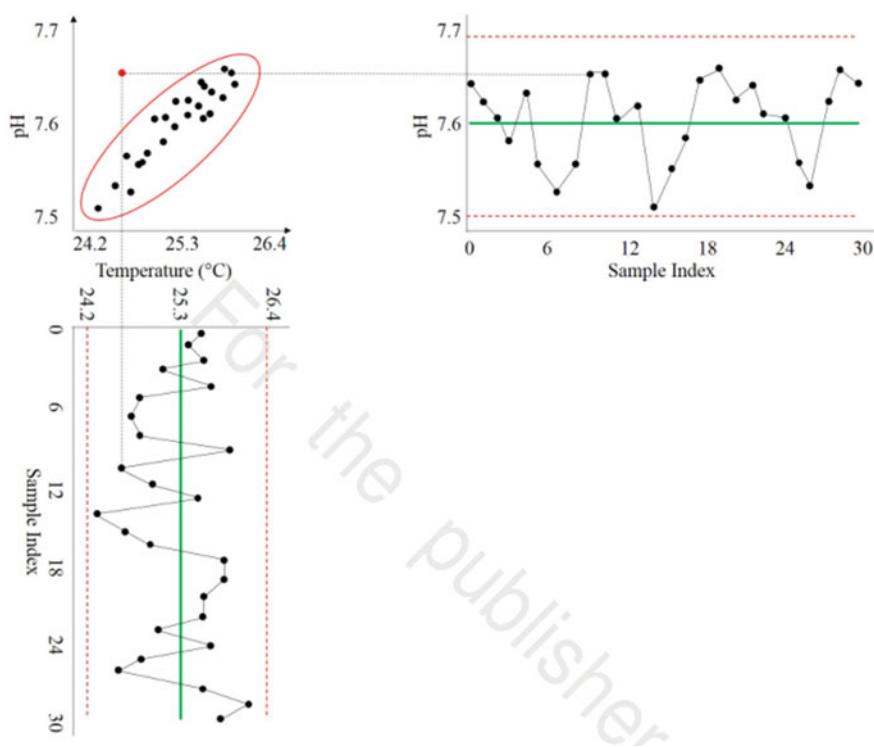 7.7
7.6
7.5
pH
24.2 25.3 26.4
Temperature (°C)
7.7
7.6
7.5
pH
0 6 12 18 24 30
Sample Index
24.2 25.3 26.4
0
6
12
18
24
30
Sample Index
For the publisher